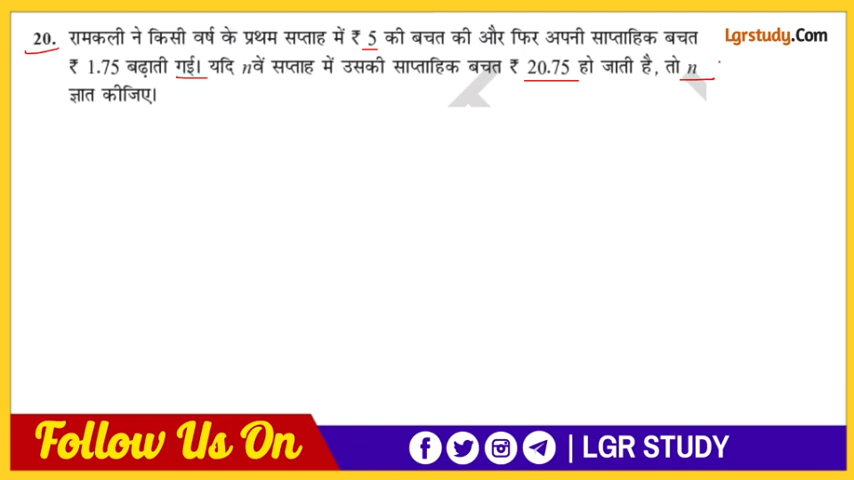 20. रामकली ने किसी वर्ष के प्रथम सप्ताह में ₹ 5 की बचत की और फिर अपनी साप्ताहिक बचत
Lgrstudy.Com
₹ 1.75 बढ़ाती गई। यदि nवें सप्ताह में उसकी साप्ताहिक बचत ₹ 20.75 हो जाती है, तो n
ज्ञात कीजिए।
Follow Us On
| LGR STUDY